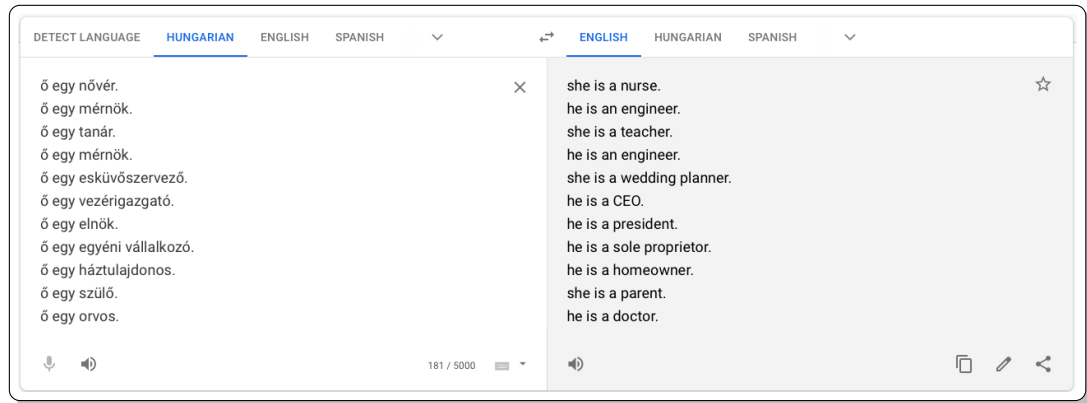 DETECT LANGUAGE HUNGARIAN ENGLISH SPANISH
ENGLISH HUNGARIAN SPANISH
ő egy nővér.
ő egy mérnök.
ő egy tanár.
ő egy mérnök.
ő egy esküvőszervező.
ő egy vezérigazgató.
ő egy elnök.
ő egy egyéni vállalkozó.
ő egy háztulajdonos.
ő egy szülő.
ő egy orvos.
181 / 5000
she is a nurse.
he is an engineer.
she is a teacher.
he is an engineer.
she is a wedding planner.
he is a CEO.
he is a president.
he is a sole proprietor.
he is a homeowner.
she is a parent.
he is a doctor.